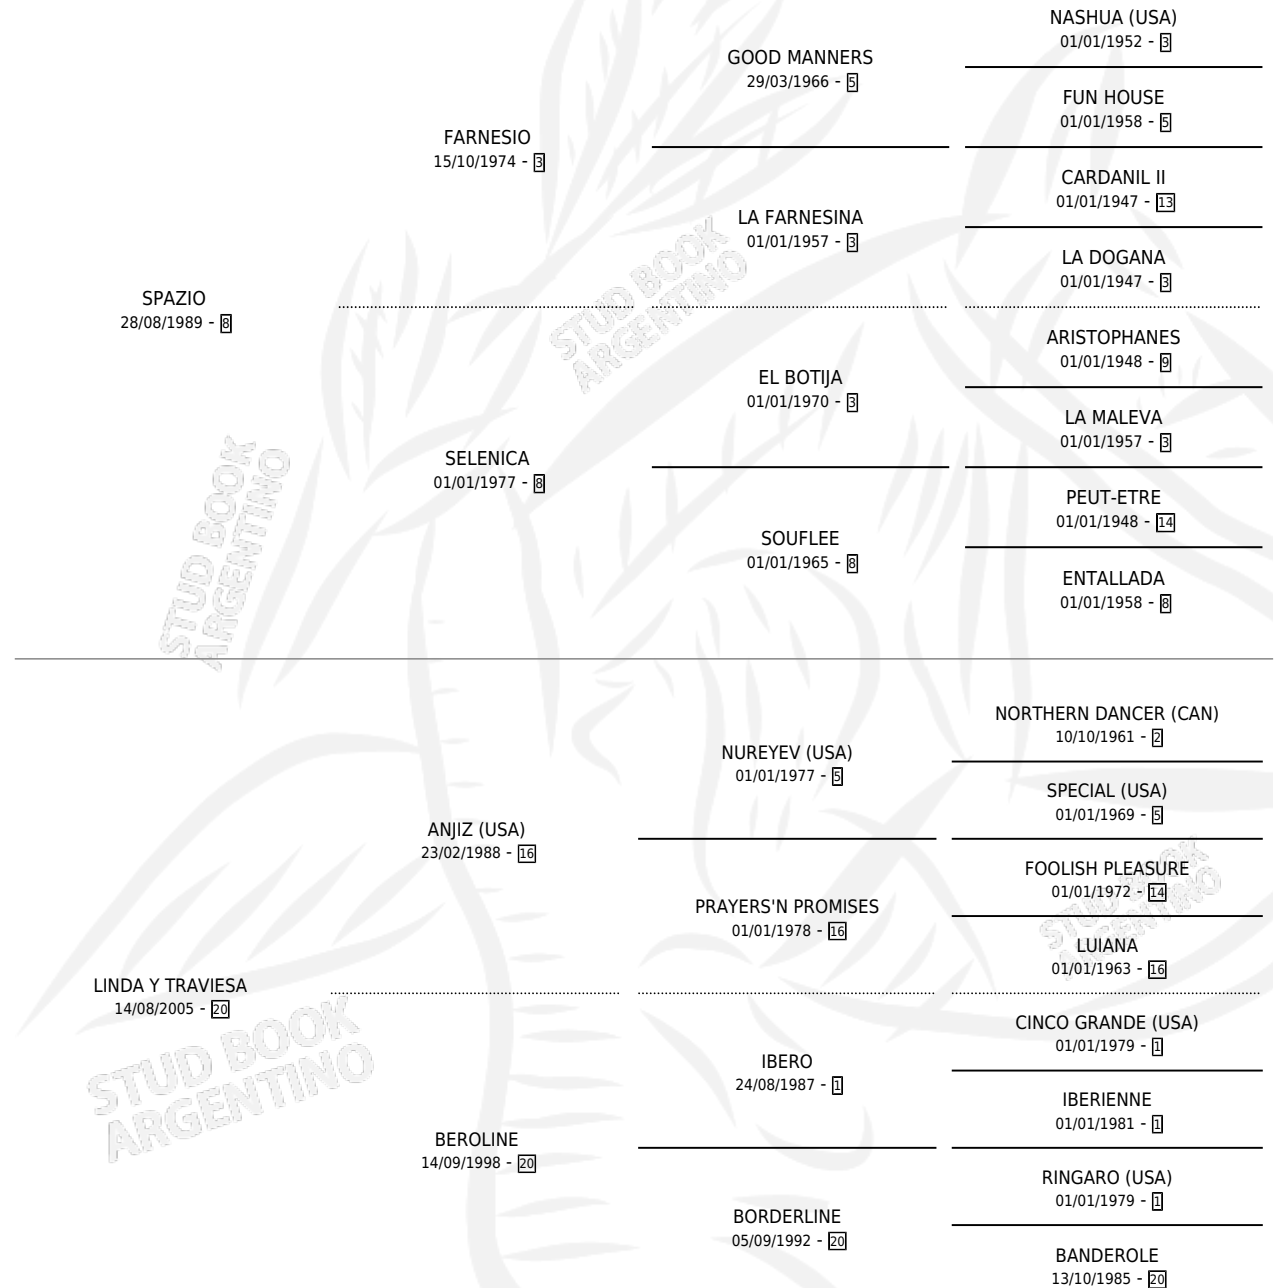 NASHUA (USA)
01/01/1952 - 3
GOOD MANNERS
29/03/1966 - 5
FUN HOUSE
01/01/1958 - 5
FARNESIO
15/10/1974 - 3
CARDANIL II
01/01/1947 - 13
LA FARNESINA
01/01/1957 - 3
LA DOGANA
01/01/1947 - 3
SPAZIO
28/08/1989 - 8
STUD BOOK
ARGENTINO
ARISTOPHANES
01/01/1948 - 9
EL BOTIJA
01/01/1970 - 3
LA MALEVA
01/01/1957 - 3
SELENICA
01/01/1977 - 8
PEUT-ETRE
01/01/1948 - 14
SOUFLEE
01/01/1965 - 8
ENTALLADA
01/01/1958 - 8
STUD BOOK
ARGENTINO
NORTHERN DANCER (CAN)
10/10/1961 - 2
NUREYEV (USA)
01/01/1977 - 5
SPECIAL (USA)
01/01/1969 - 5
ANJIZ (USA)
23/02/1988 - 16
FOOLISH PLEASURE
01/01/1972 - 14
PRAYERS'N PROMISES
01/01/1978 - 16
STUD BOOK
ARGENTINO
LUIANA
01/01/1963 - 16
LINDA Y TRAVIESA
14/08/2005 - 20
CINCO GRANDE (USA)
01/01/1979 - 1
STUD BOOK
ARGENTINO
IBERO
24/08/1987 - 1
IBERIENNE
01/01/1981 - 1
BEROLINE
14/09/1998 - 20
RINGARO (USA)
01/01/1979 - 1
BORDERLINE
05/09/1992 - 20
BANDEROLE
13/10/1985 - 20